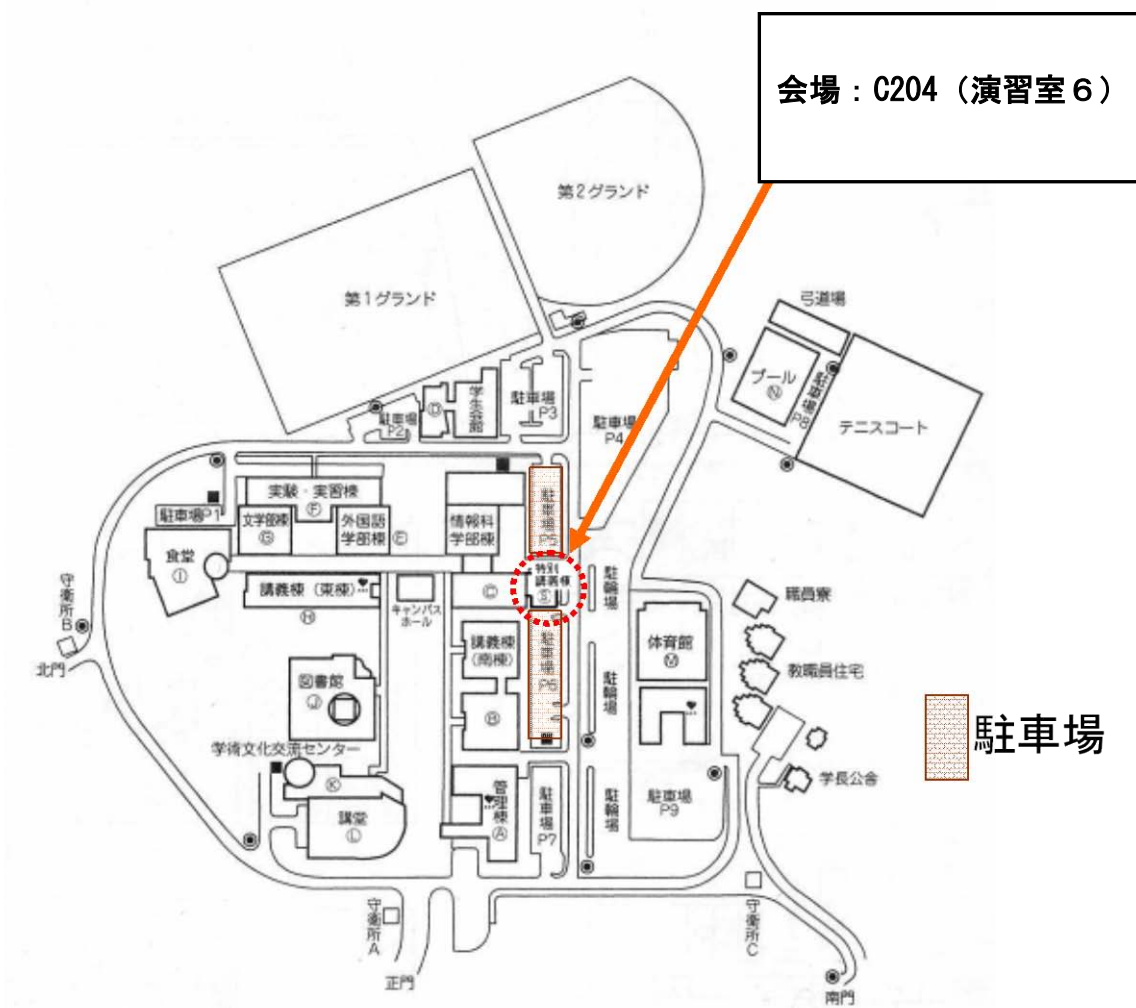 会場：C204（演習室６）
第2グランド
第1グランド
弓道場
プール
Ⓝ
駐車場
P8
テニスコート
学生会館
Ⓓ
駐車場
P3
駐車場
P2
駐車場
P4
実験・実習棟
Ⓕ
駐車場P1
文学部棟
Ⓖ
外国語
学部棟
Ⓔ
情報科
学部棟
駐車場P5
食堂
Ⓘ
特別
講義棟
Ⓢ
Ⓒ
講義棟（東棟）
Ⓗ
キャンパス
ホール
駐輪場
職員寮
守衛所B
北門
講義棟
（南棟）
Ⓑ
駐車場P6
体育館
Ⓜ
駐輪場
教職員住宅
図書館
Ⓙ
駐車場
学術文化交流センター
Ⓚ
講堂
Ⓛ
管理棟
Ⓐ
駐車場P7
駐輪場
駐車場
P9
学長公舎
守衛所A
守衛所C
正門
南門